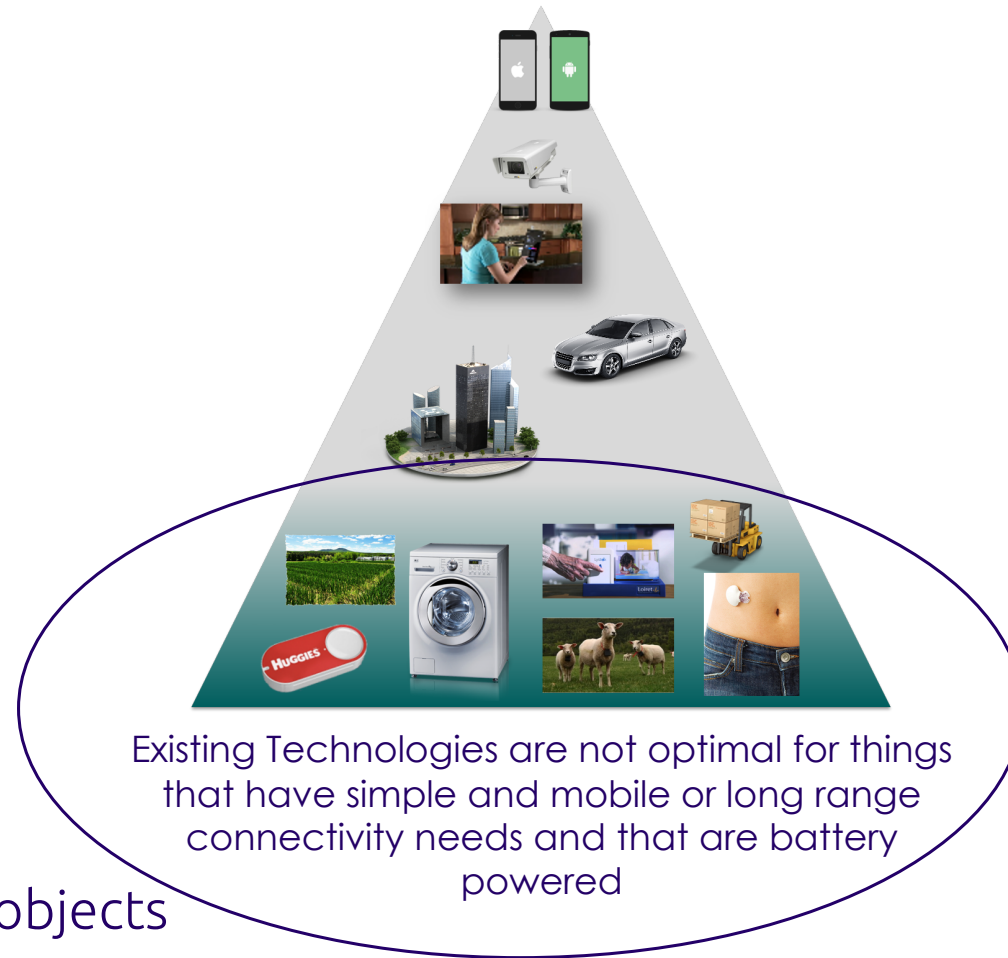 HUGGIES
Existing Technologies are not optimal for things
that have simple and mobile or long range
connectivity needs and that are battery
powered
objects